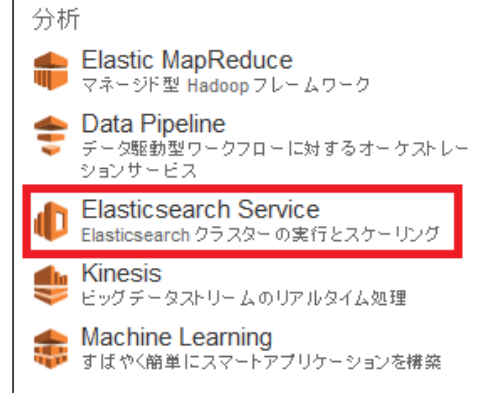 分析
Elastic MapReduce
マネージド型 Hadoop フレームワーク
Data Pipeline
データ駆動型ワークフローに対するオーケストレー
ションサービス
Elasticsearch Service
Elasticsearch クラスターの実行とスケーリング
Kinesis
ビッグデータストリームのリアルタイム処理
Machine Learning
すばやく簡単にスマートアプリケーションを構築